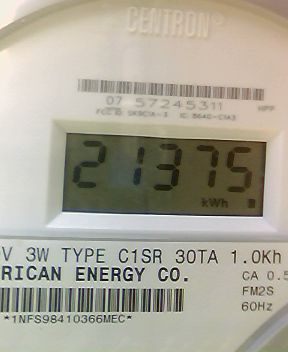 CENTRON®
07 57245311
21375
kWh
V 3W TYPE C1SR 30TA 1.0Kh
RICAN ENERGY CO.
CA 0.5
FM2S
60Hz
*1NFS98410366MEC*